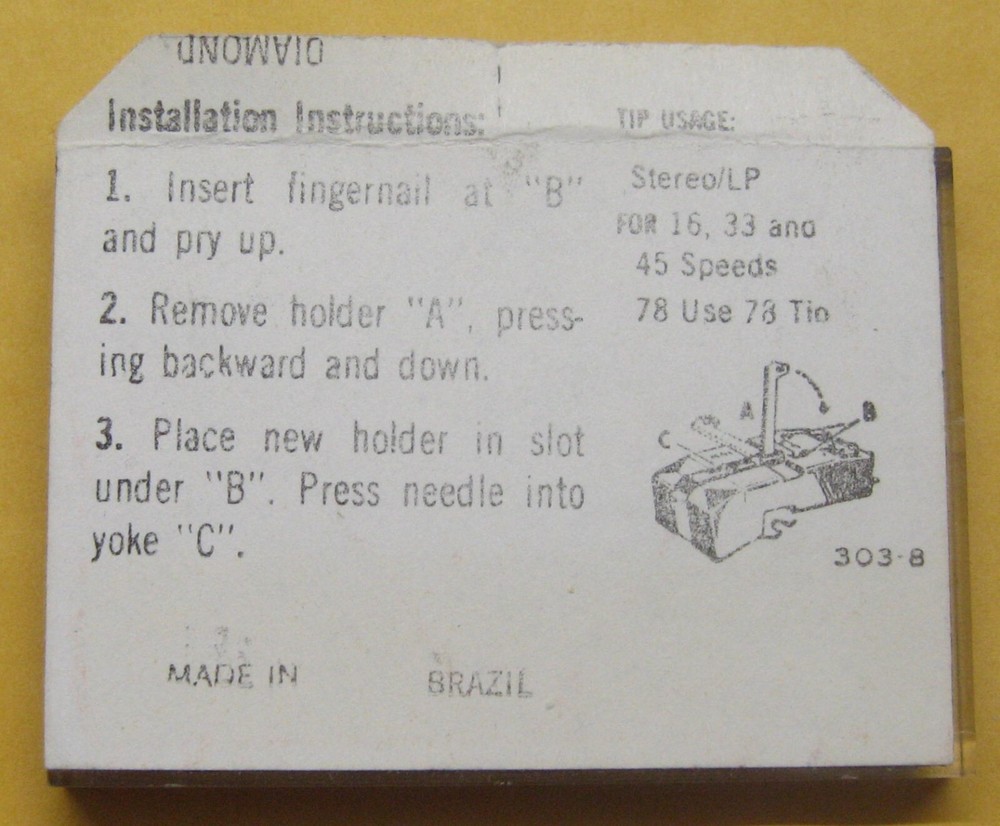 DIAMOND
Installation Instructions:
1. Insert fingernail at "B"
and pry up.
2. Remove holder "A", press-
ing backward and down.
3. Place new holder in slot
under "B". Press needle into
yoke "C".
TIP USAGE:
Stereo/LP
FOR 16, 33 and
45 Speeds
78 Use 78 Tip
A
B
C
303-8
MADE IN BRAZIL